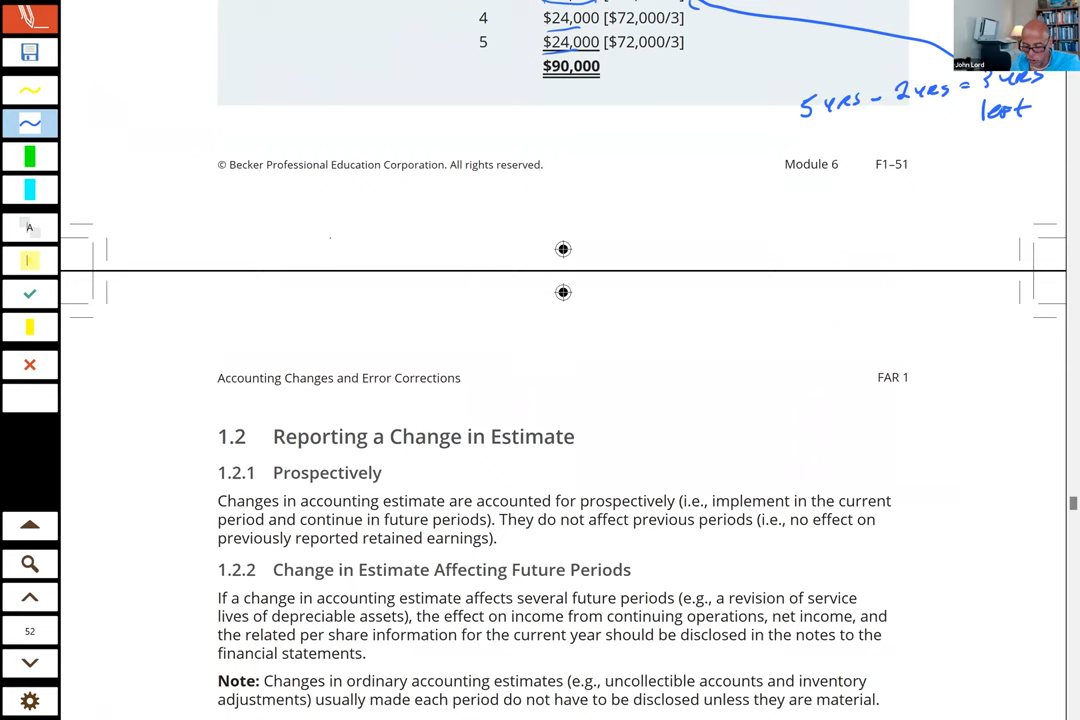 4 $24,000 [$72,000/3]
John Lord
5 $24,000 [$72,000/3]
$90,000
5 yrs - 2 yrs = 3 yrs
left
© Becker Professional Education Corporation. All rights reserved. Module 6 F1–51
Accounting Changes and Error Corrections FAR 1
1.2 Reporting a Change in Estimate
1.2.1 Prospectively
Changes in accounting estimate are accounted for prospectively (i.e., implement in the current
period and continue in future periods). They do not affect previous periods (i.e., no effect on
previously reported retained earnings).
1.2.2 Change in Estimate Affecting Future Periods
If a change in accounting estimate affects several future periods (e.g., a revision of service
lives of depreciable assets), the effect on income from continuing operations, net income, and
the related per share information for the current year should be disclosed in the notes to the
financial statements.
Note: Changes in ordinary accounting estimates (e.g., uncollectible accounts and inventory
adjustments) usually made each period do not have to be disclosed unless they are material.
A
52